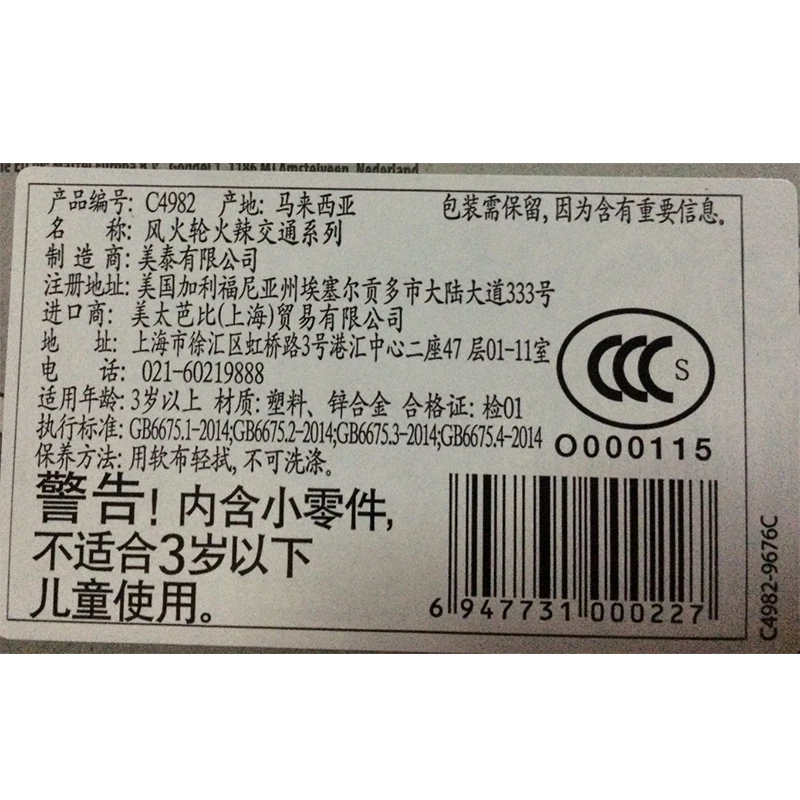 Mattel Europa B.V., Gondel 1, 1186 MJ Amstelveen, Nederland
产品编号: C4982 产地: 马来西亚
包装需保留,因为含有重要信息。
名 称: 风火轮火辣交通系列
制 造 商: 美泰有限公司
注册地址: 美国加利福尼亚州埃塞尔贡多市大陆大道333号
进 口 商: 美太芭比(上海)贸易有限公司
地 址: 上海市徐汇区虹桥路3号港汇中心二座47 层01-11室
电 话: 021-60219888
适用年龄: 3岁以上 材质: 塑料、锌合金 合格证: 检01
执行标准: GB6675.1-2014;GB6675.2-2014;GB6675.3-2014;GB6675.4-2014
保养方法: 用软布轻拭, 不可洗涤。
CCC S
O000115
警告! 内含小零件,
不适合3岁以下
儿童使用。
6 947731 000227
C4982-9676C